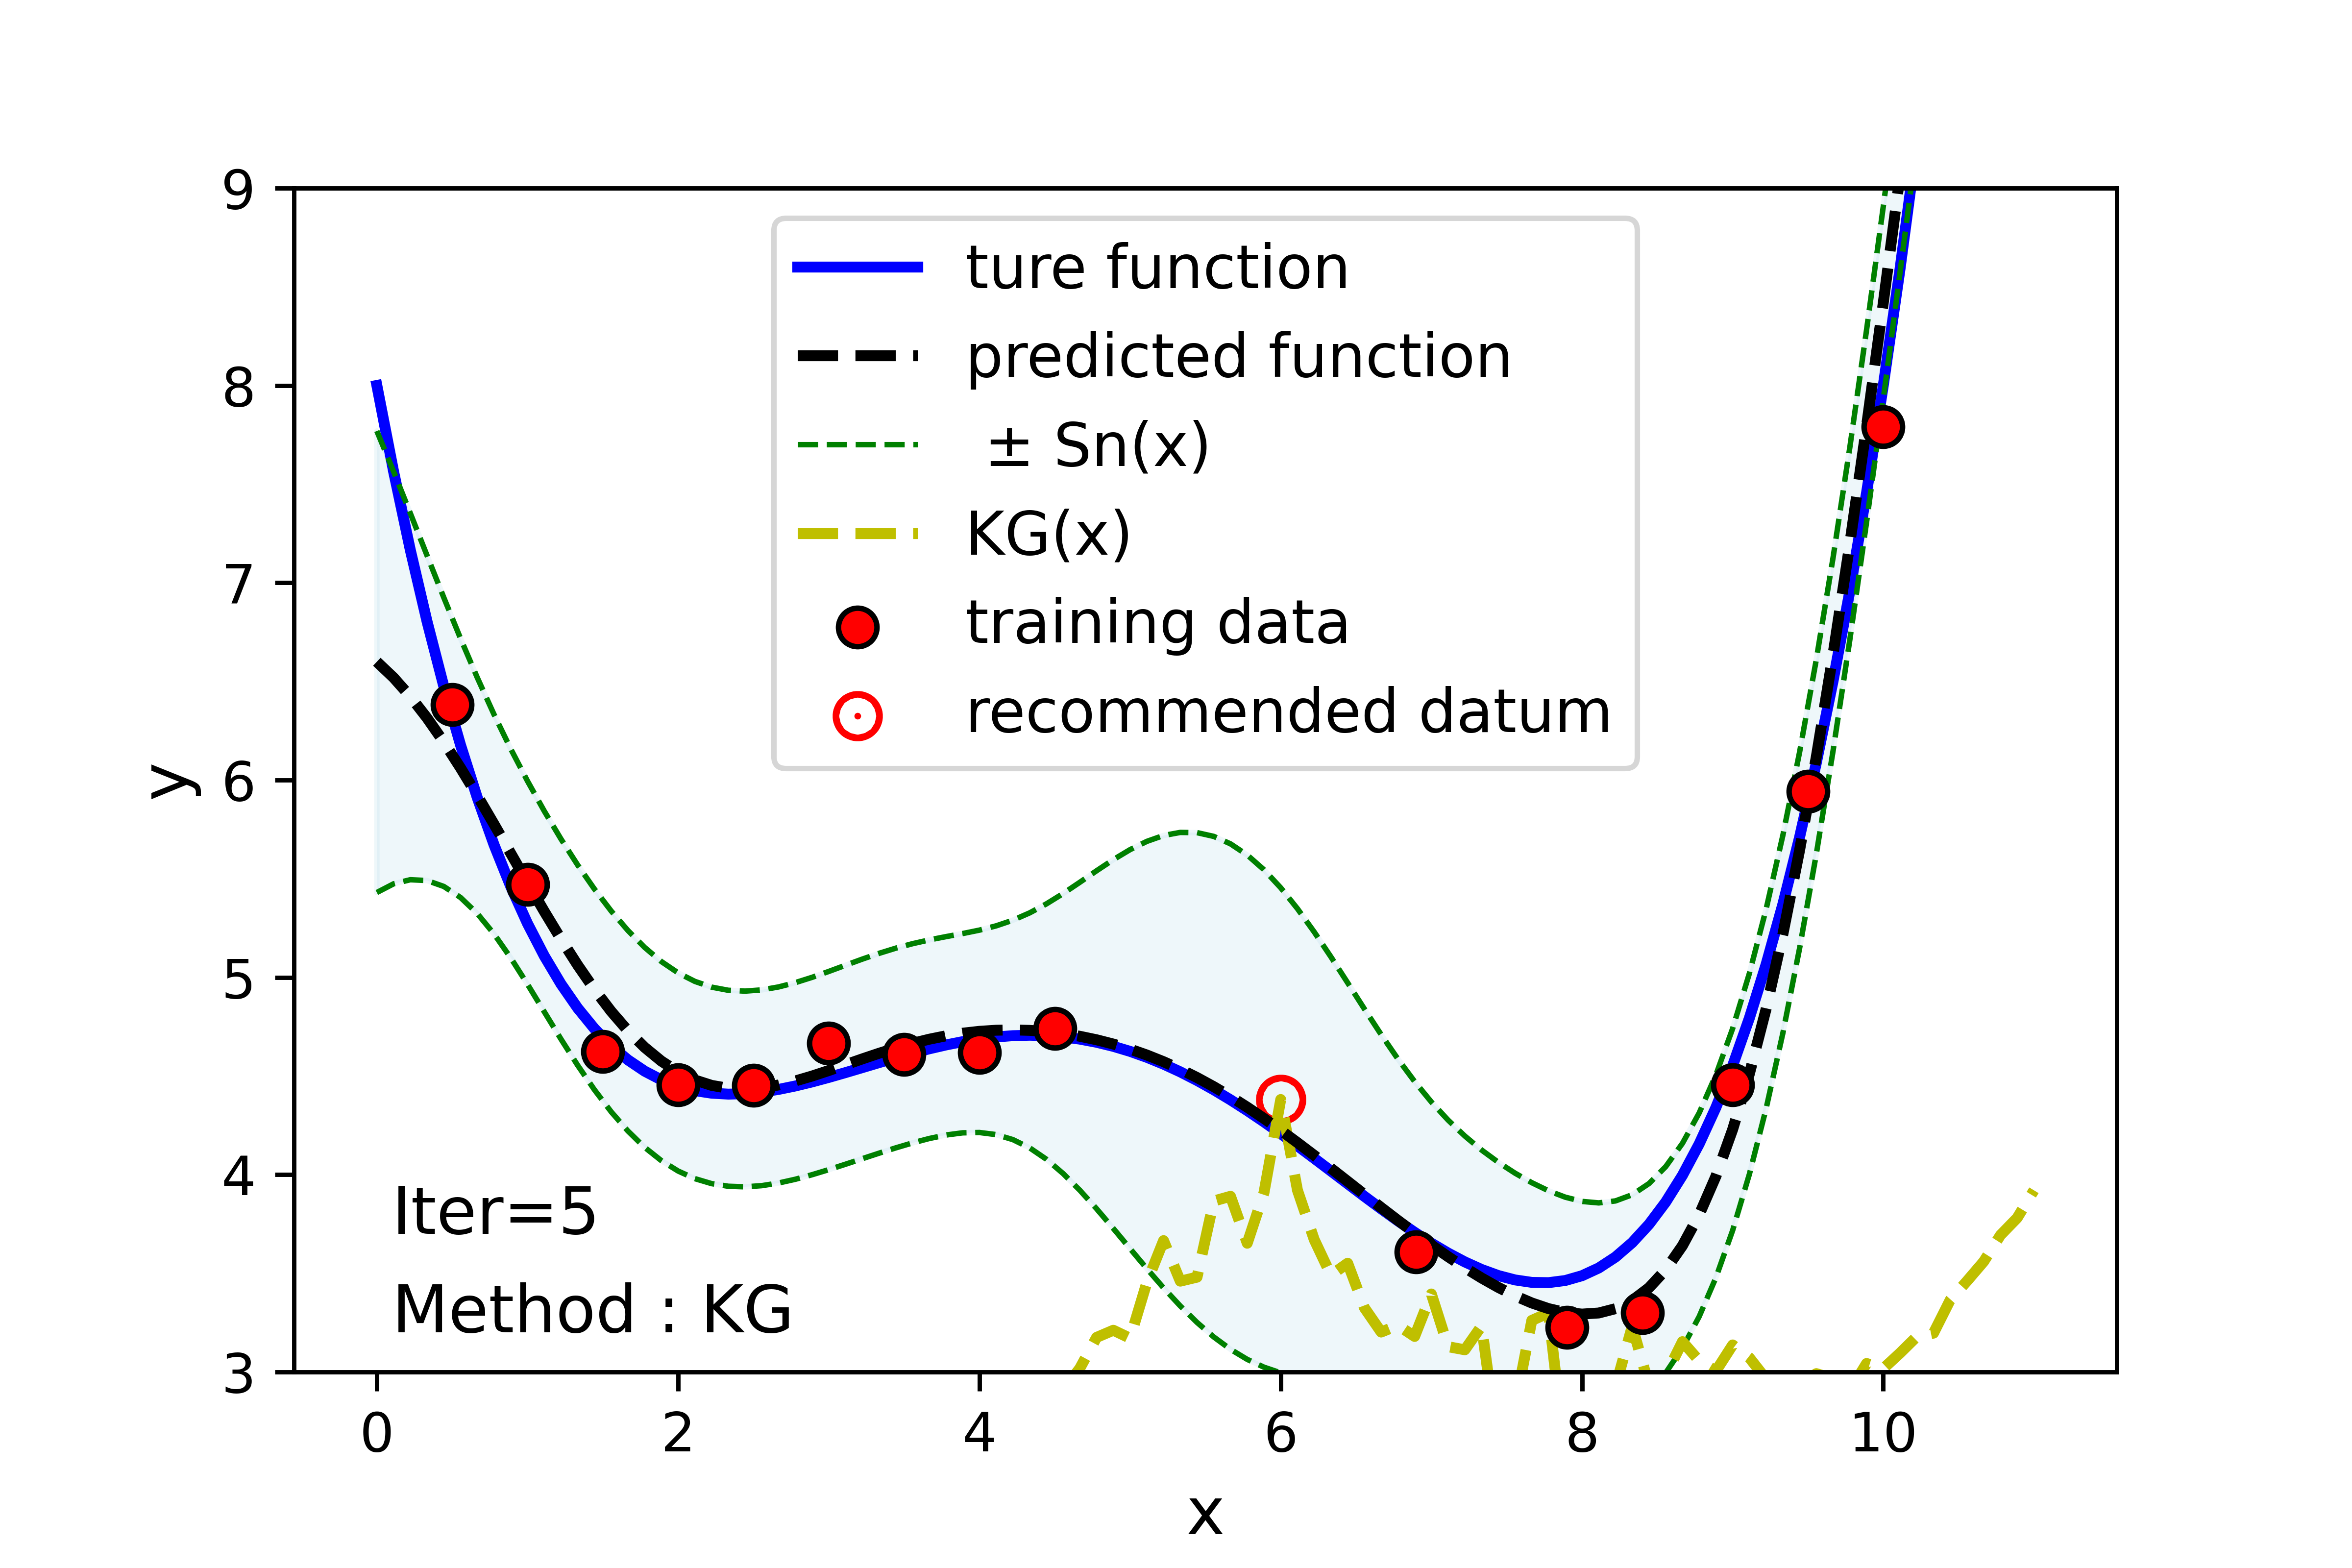 9
8
7
6
5
4
3
y
ture function
predicted function
± Sn(x)
KG(x)
training data
recommended datum
Iter=5
Method : KG
0 2 4 6 8 10
x